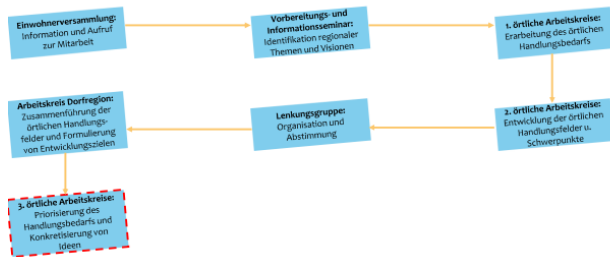 Einwohnerversammlung:
Information und Aufruf
zur Mitarbeit
Vorbereitungs- und
Informationsseminar:
Identifikation regionaler
Themen und Visionen
1. örtliche Arbeitskreise:
Erarbeitung des örtlichen
Handlungsbedarfs
2. örtliche Arbeitskreise:
Entwicklung der örtlichen
Handlungsfelder u.
Schwerpunkte
Lenkungsgruppe:
Organisation und
Abstimmung
Arbeitskreis Dorfregion:
Zusammenführung der
örtlichen Handlungs-
felder und Formulierung
von Entwicklungszielen
3. örtliche Arbeitskreise:
Priorisierung des
Handlungsbedarfs und
Konkretisierung von
Ideen